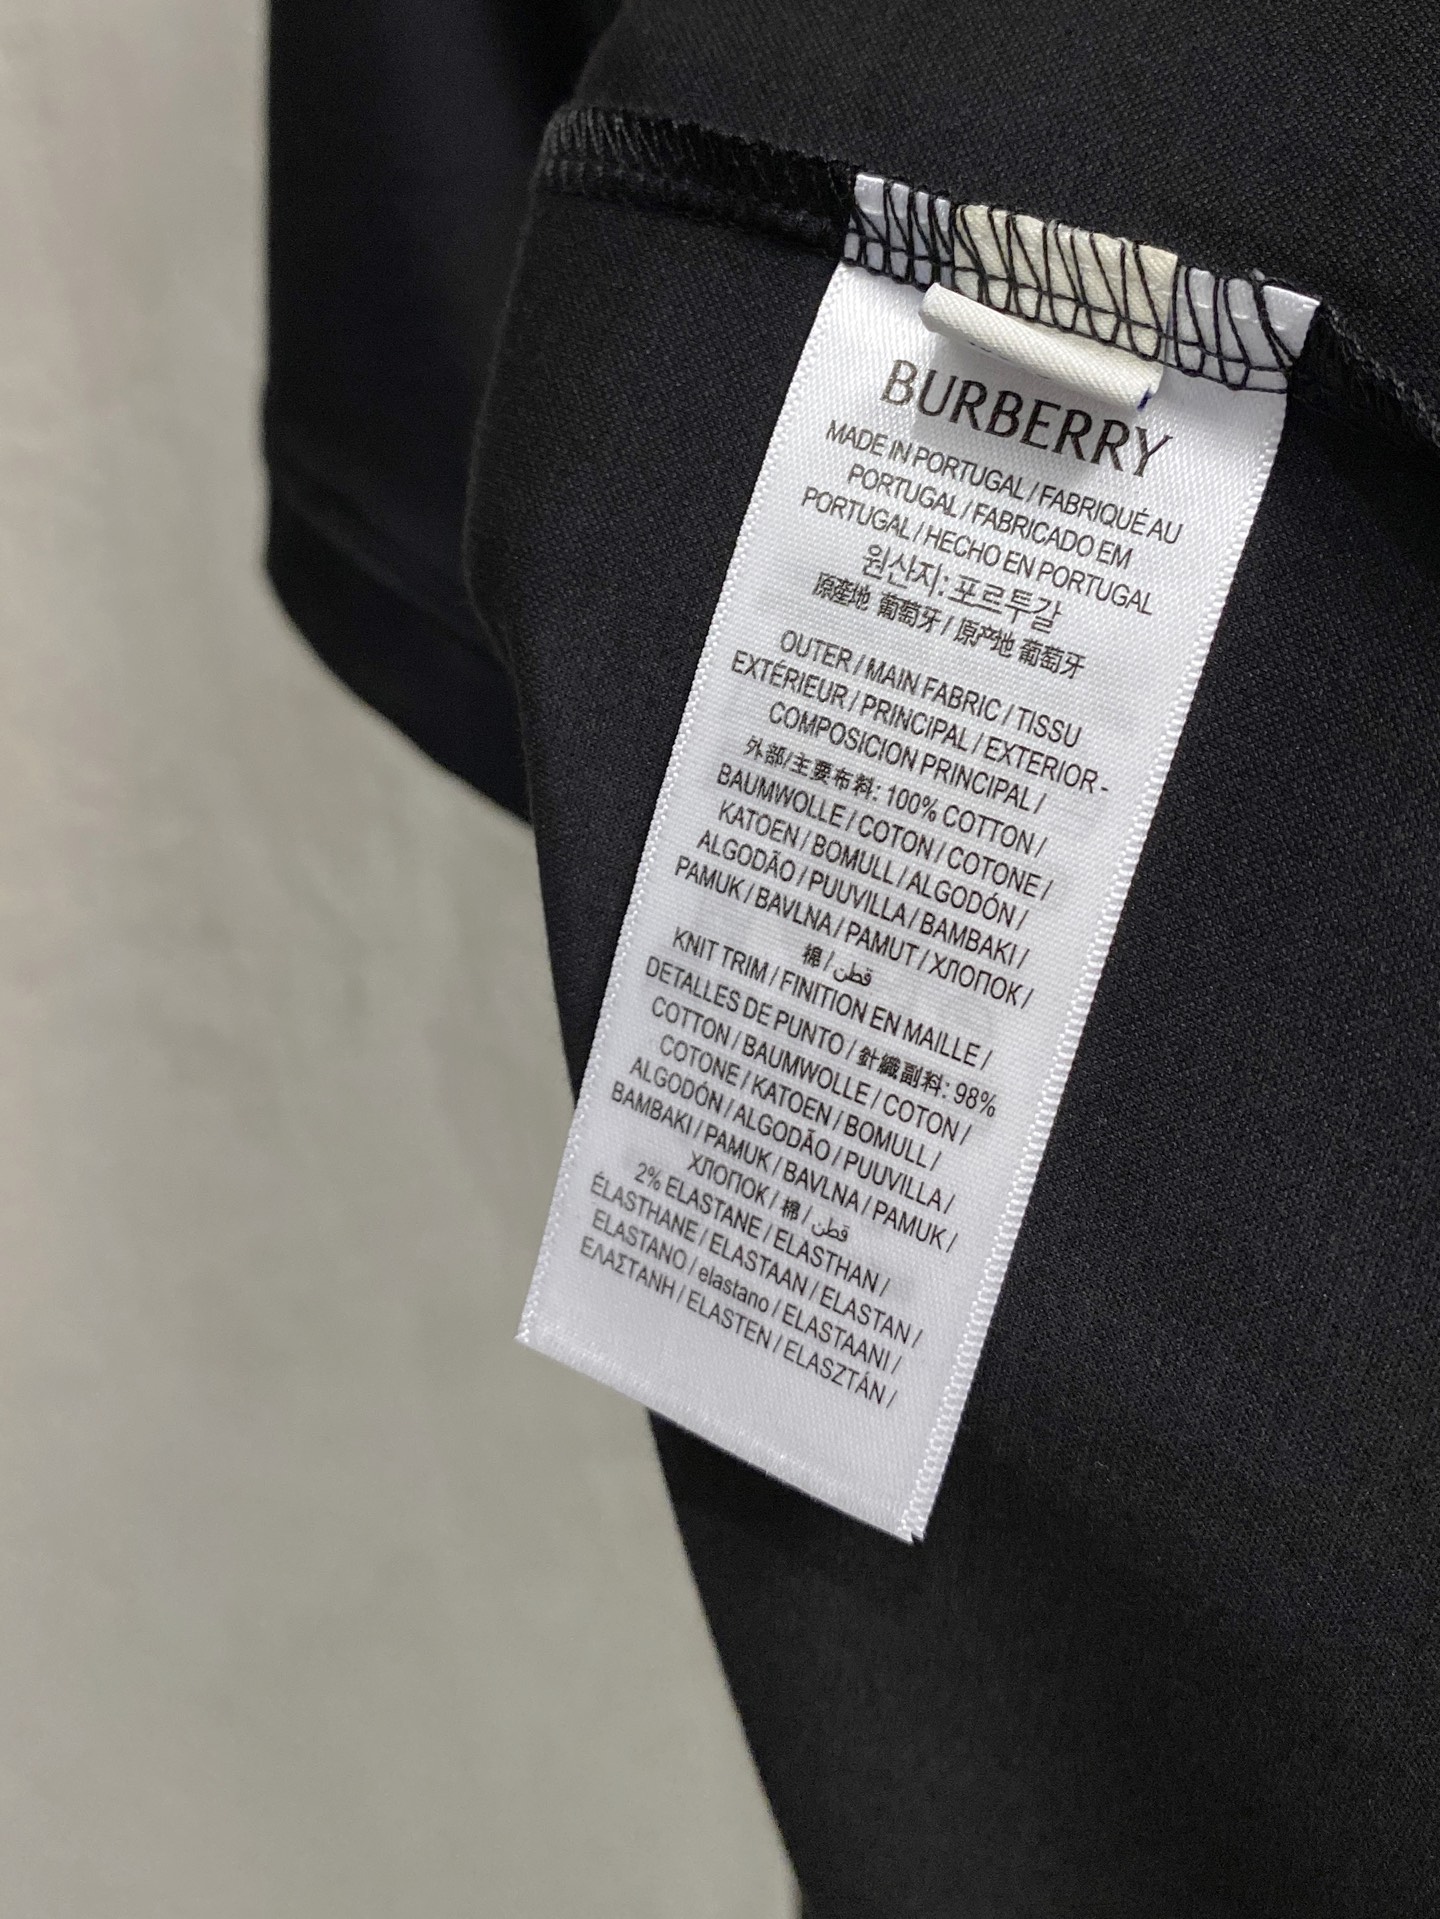 BURBERRY
MADE IN PORTUGAL / FABRIQUÉ AU
PORTUGAL / FABRICADO EM
PORTUGAL / HECHO EN PORTUGAL
원산지: 포르투갈
原產地 葡萄牙 / 原产地 葡萄牙
OUTER / MAIN FABRIC / TISSU
EXTÉRIEUR / PRINCIPAL / EXTERIOR-
COMPOSICION PRINCIPAL /
外部/主要布料: 100% COTTON /
BAUMWOLLE / COTON / COTONE /
KATOEN / BOMULL / ALGODÓN /
ALGODÃO / PUUVILLA / BAMBAKI /
PAMUK / BAVLNA / PAMUT / ХЛОПОК /
棉 / قطن
KNIT TRIM / FINITION EN MAILLE /
DETALLES DE PUNTO / 針織副料: 98%
COTTON / BAUMWOLLE / COTON /
COTONE / KATOEN / BOMULL /
ALGODÓN / ALGODÃO / PUUVILLA /
BAMBAKI / PAMUK / BAVLNA / PAMUK /
ХЛОПОК / 棉 / قطن
2% ELASTANE / ELASTHAN /
ÉLASTHANE / ELASTAAN / ELASTAN /
ELASTANO / elastano / ELASTAANI /
ΕΛΑΣΤΑΝΗ / ELASTEN / ELASZTÁN /